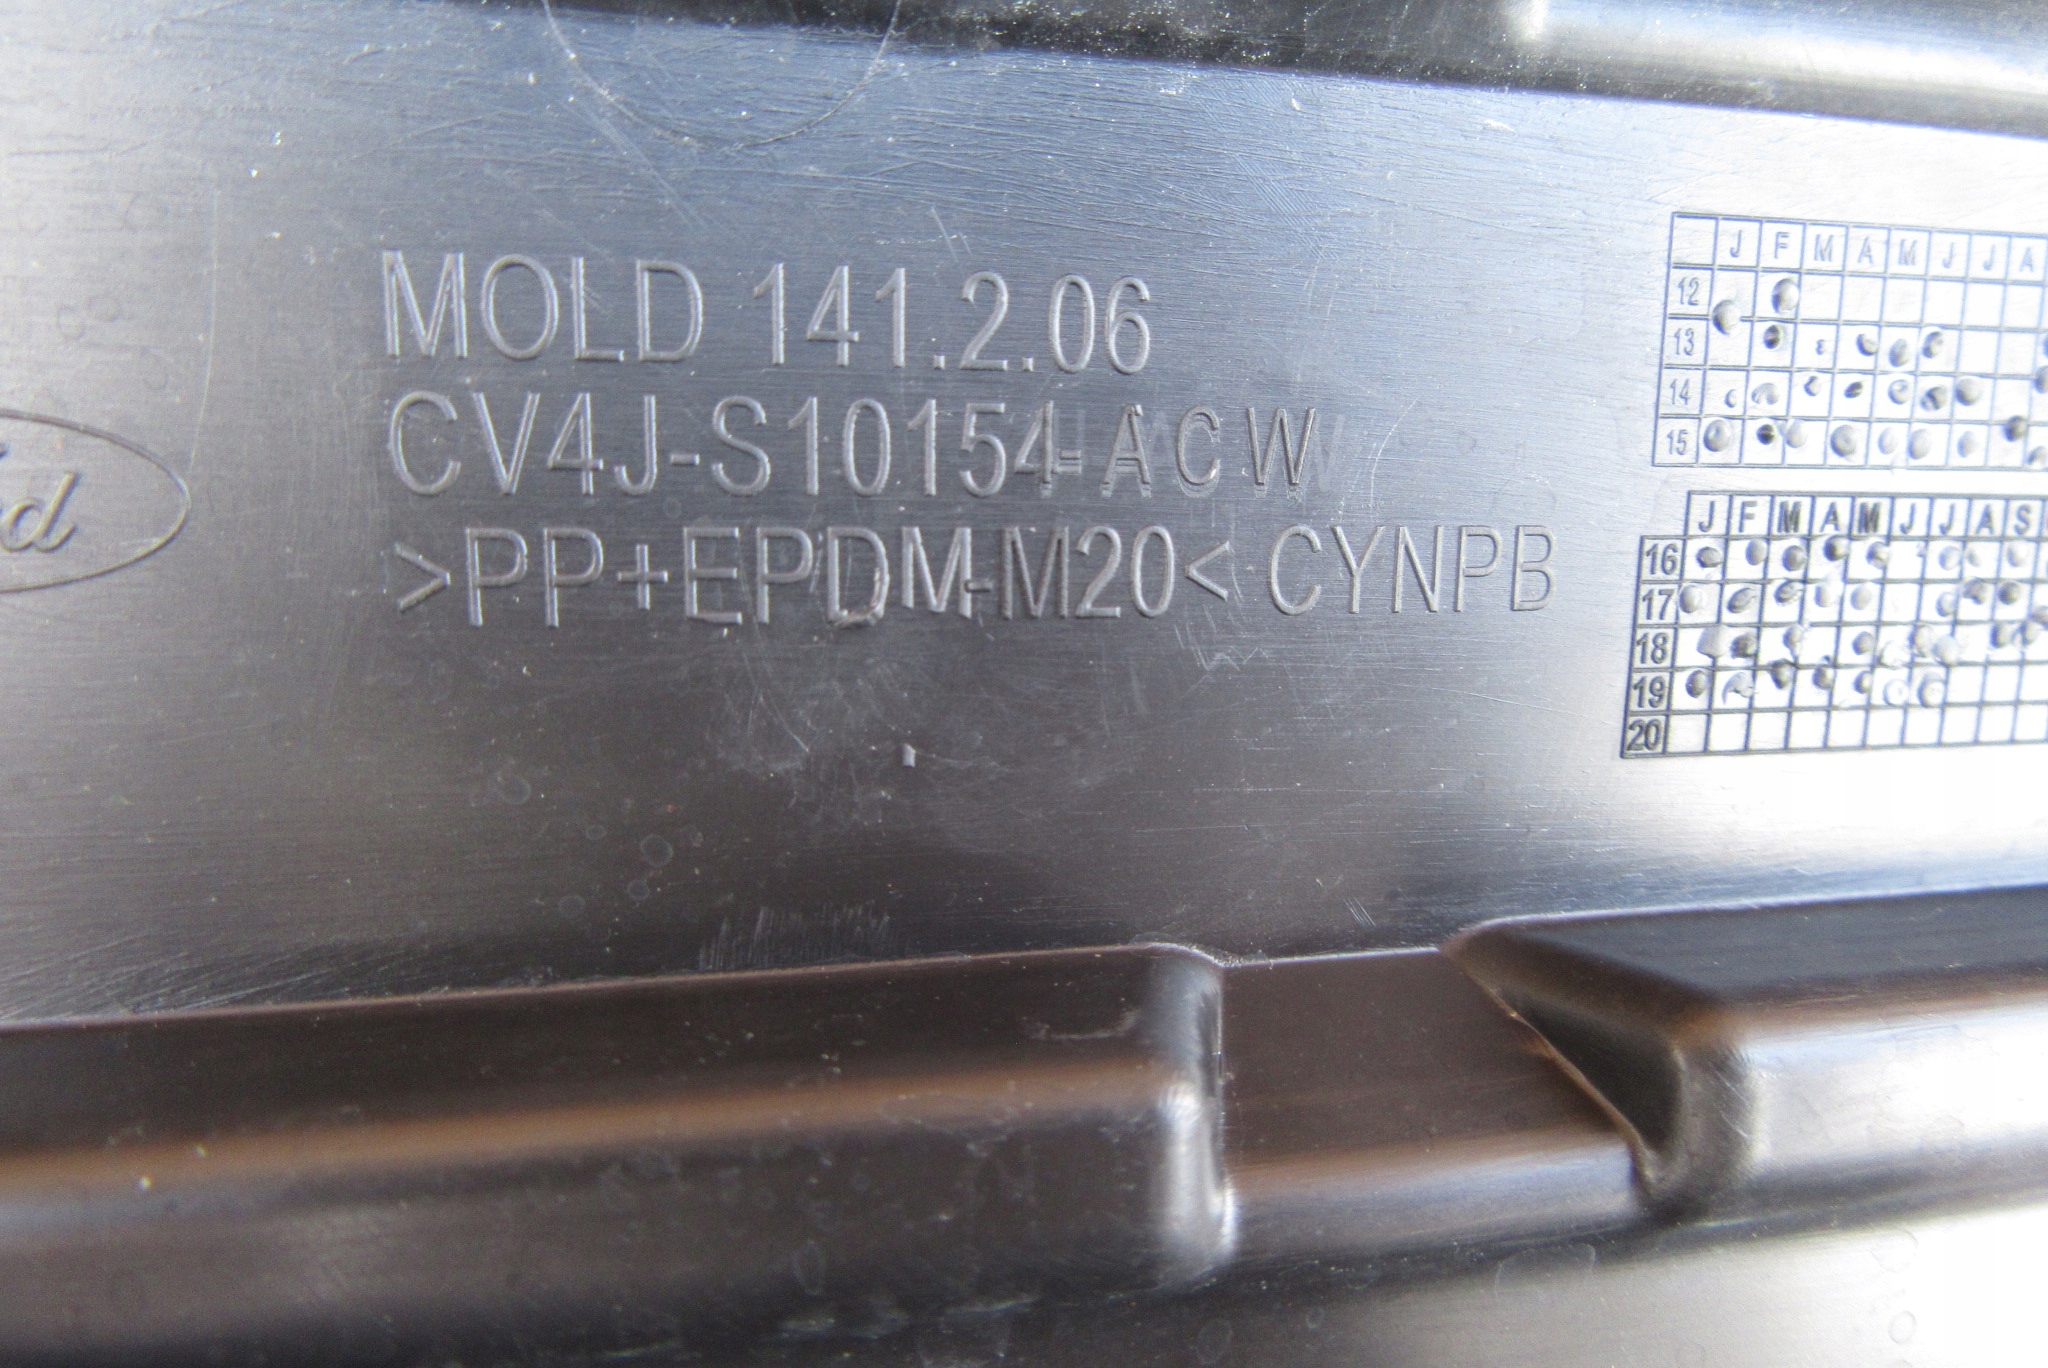 MOLD 141.2.06
CV4J-S10154-ACW
>PP+EPDM-M20< CYNPB
J F M A M J J A
12
13
14
15
J F M A M J J A S
16
17
18
19
20